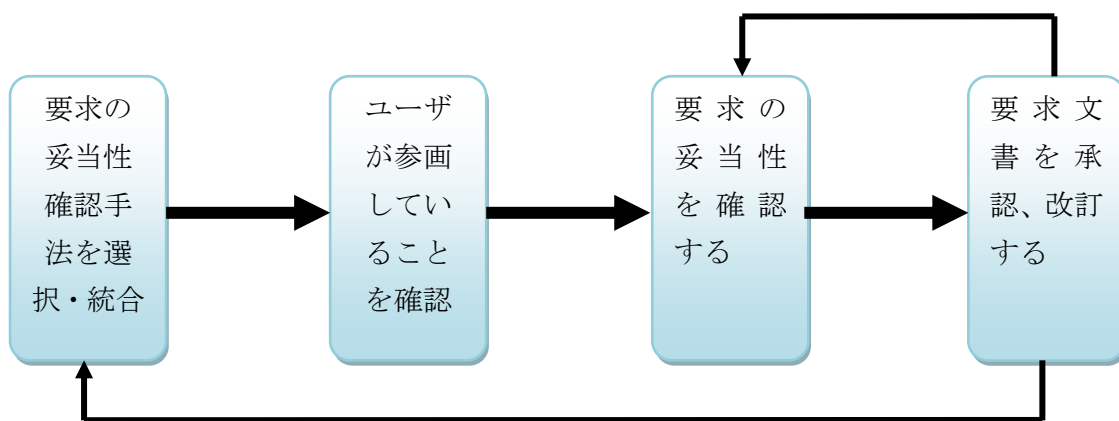 要求の
妥当性
確認手
法を選
択・統合
ユーザ
が参画
してい
ること
を確認
要求の
妥当性
を確認
する
要求文
書を承
認、改訂
する